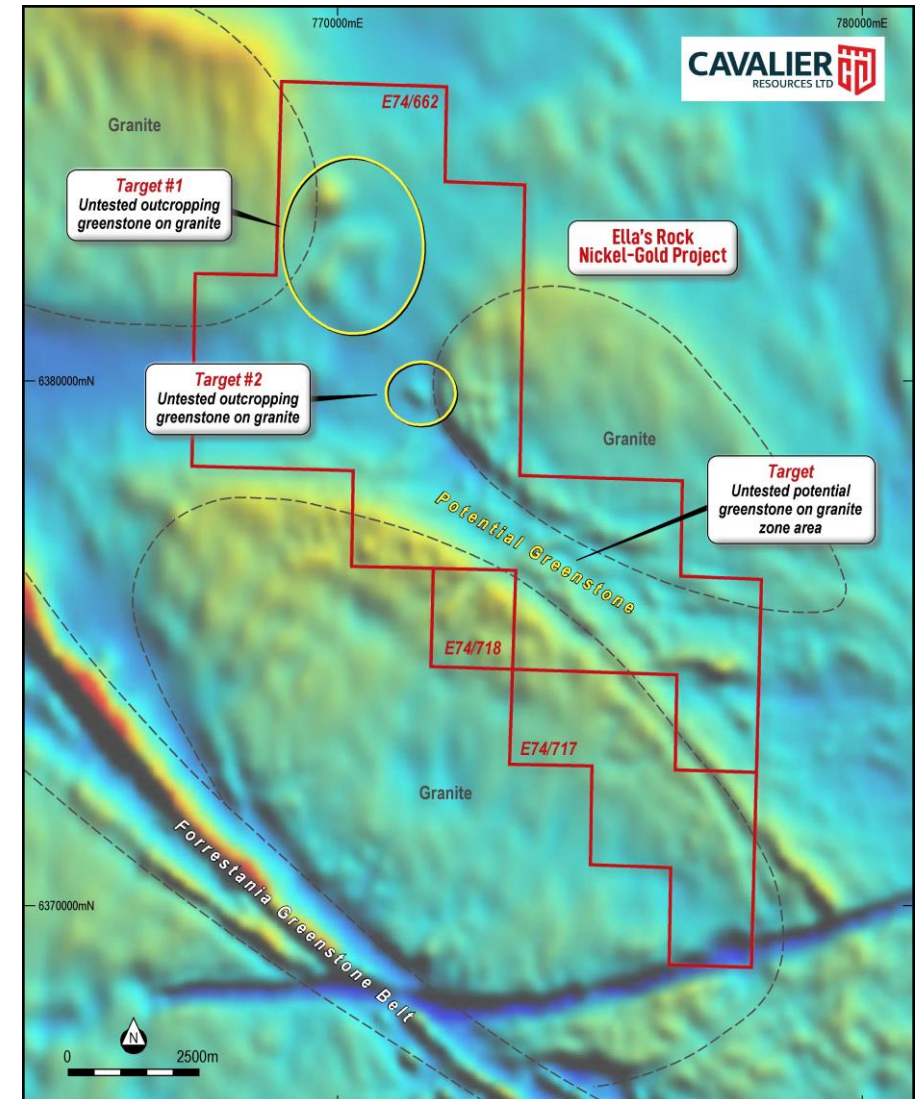 770000mE
780000mE
CAVALIER
RESOURCES LTD
E74/662
Granite
Target #1
Untested outcropping
greenstone on granite
Ella's Rock
Nickel-Gold Project
6380000mN
Target #2
Untested outcropping
greenstone on granite
Granite
Target
Untested potential
greenstone on granite
zone area
Potential Greenstone
E74/718
E74/717
Granite
Forrestania Greenstone Belt
6370000mN
N
0
2500m